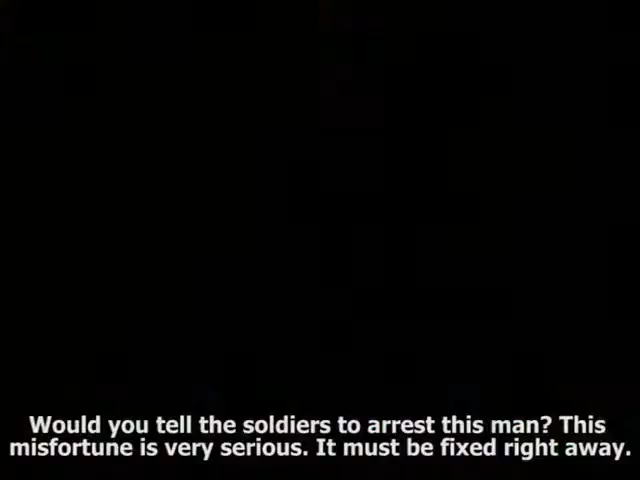 Would you tell the soldiers to arrest this man? This
misfortune is very serious. It must be fixed right away.